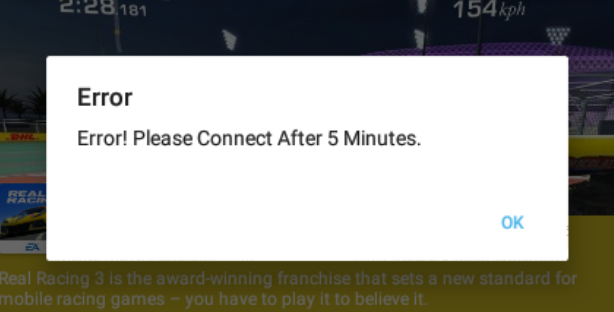 2:28.181
154 kph
Error
Error! Please Connect After 5 Minutes.
OK
DHL
REAL
RACIN
EA
Real Racing 3 is the award-winning franchise that sets a new standard for
mobile racing games – you have to play it to believe it.